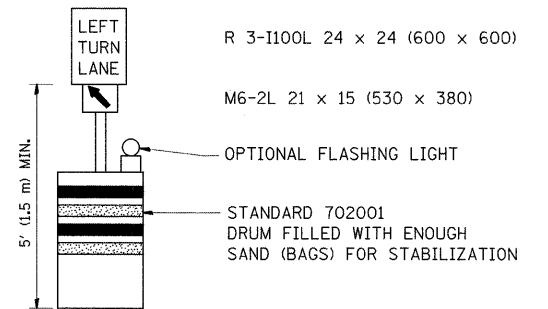 LEFT
TURN
LANE
R 3-I100L 24 x 24 (600 x 600)
M6-2L 21 x 15 (530 x 380)
OPTIONAL FLASHING LIGHT
5' (1.5 m) MIN.
STANDARD 702001
DRUM FILLED WITH ENOUGH
SAND (BAGS) FOR STABILIZATION